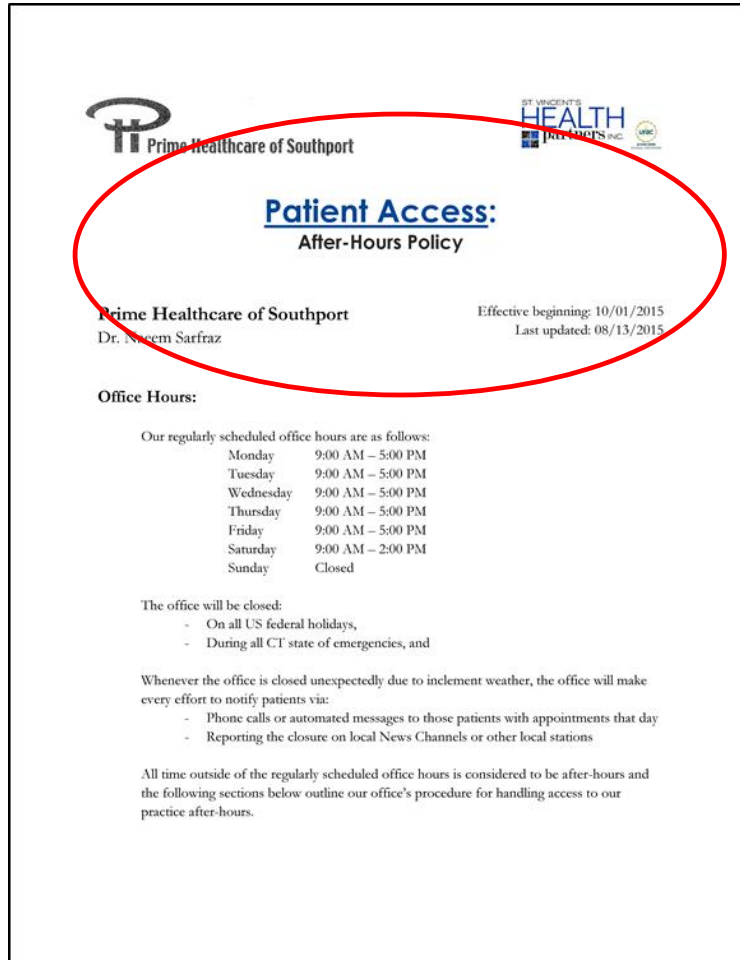 Prime Healthcare of Southport
ST. VINCENT'S
HEALTH
partners INC.
urac
Patient Access:
After-Hours Policy
Prime Healthcare of Southport
Effective beginning: 10/01/2015
Dr. Naeem Sarfraz
Last updated: 08/13/2015
Office Hours:
Our regularly scheduled office hours are as follows:
Monday 9:00 AM – 5:00 PM
Tuesday 9:00 AM – 5:00 PM
Wednesday 9:00 AM – 5:00 PM
Thursday 9:00 AM – 5:00 PM
Friday 9:00 AM – 5:00 PM
Saturday 9:00 AM – 2:00 PM
Sunday Closed
The office will be closed:
- On all US federal holidays,
- During all CT state of emergencies, and
Whenever the office is closed unexpectedly due to inclement weather, the office will make
every effort to notify patients via:
- Phone calls or automated messages to those patients with appointments that day
- Reporting the closure on local News Channels or other local stations
All time outside of the regularly scheduled office hours is considered to be after-hours and
the following sections below outline our office's procedure for handling access to our
practice after-hours.